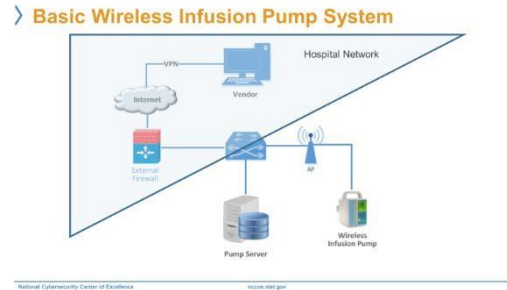 Basic Wireless Infusion Pump System
Hospital Network
VPN
Internet
Vendor
External
Firewall
AP
Pump Server
Wireless
Infusion Pump
National Cybersecurity Center of Excellence
nccoe.nist.gov